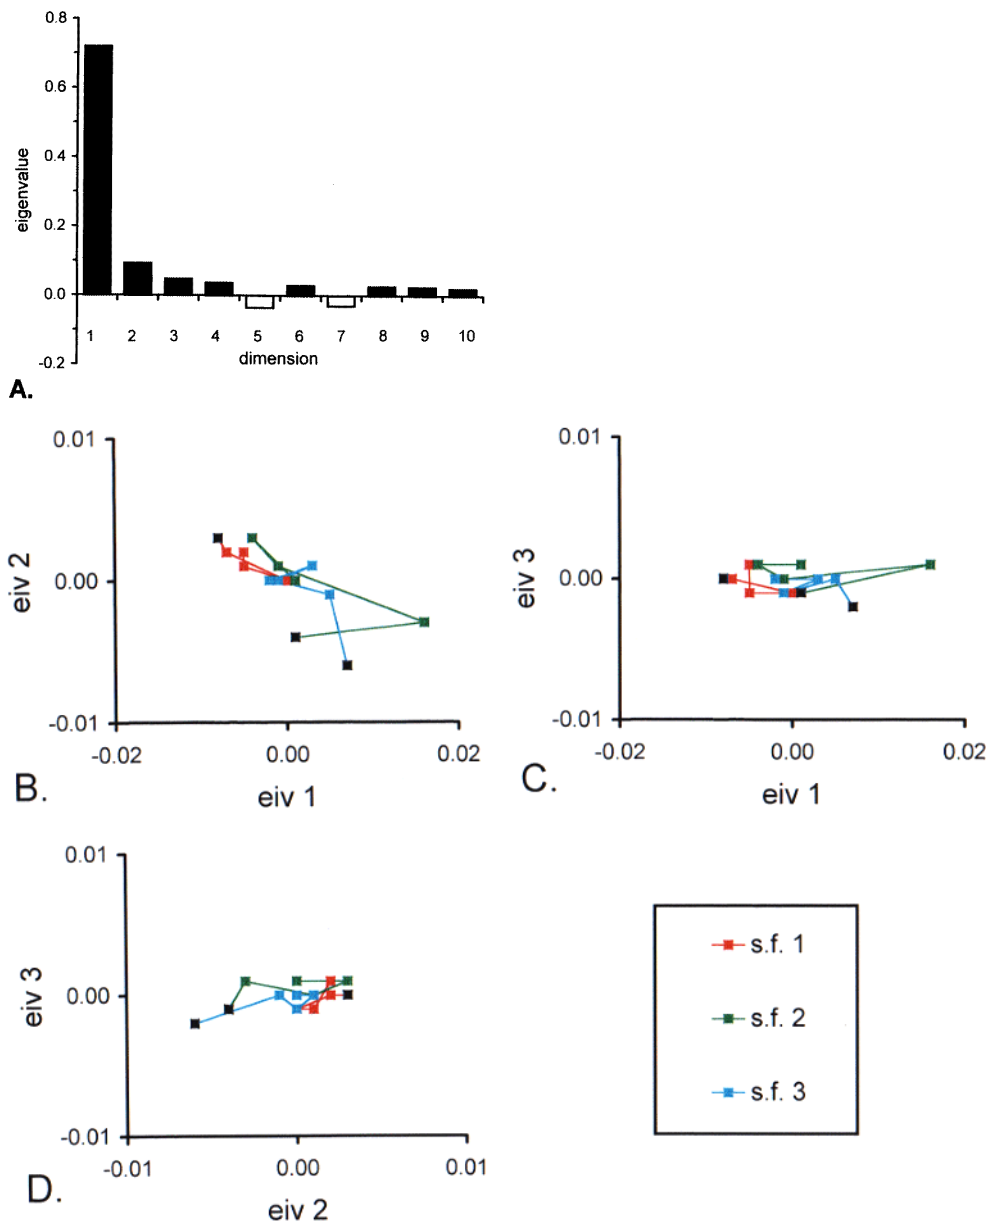 0.8
0.6
0.4
0.2
0.0
-0.2
eigenvalue
1 2 3 4 5 6 7 8 9 10
dimension
A.
0.01
0.00
-0.01
eiv 2
-0.02 0.00 0.02
eiv 1
B.
0.01
0.00
-0.01
eiv 3
-0.02 0.00 0.02
eiv 1
C.
0.01
0.00
-0.01
eiv 3
-0.01 0.00 0.01
eiv 2
D.
s.f. 1
s.f. 2
s.f. 3